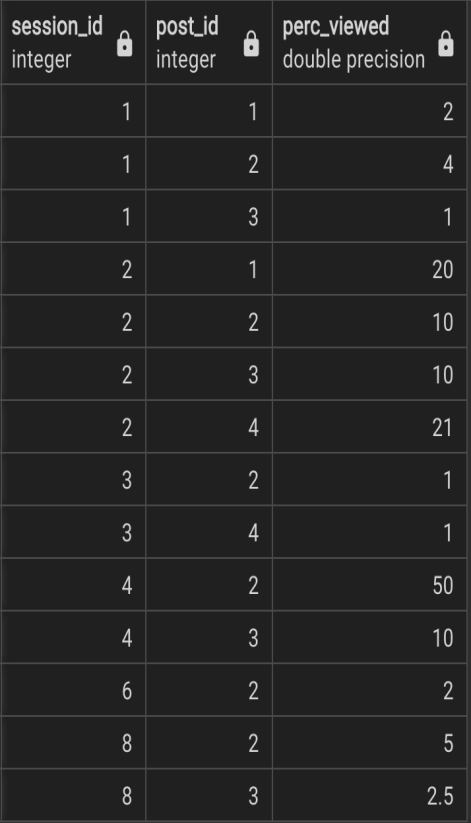 session_id post_id perc_viewed
integer integer double precision
1 1 2
1 2 4
1 3 1
2 1 20
2 2 10
2 3 10
2 4 21
3 2 1
3 4 1
4 2 50
4 3 10
6 2 2
8 2 5
8 3 2.5